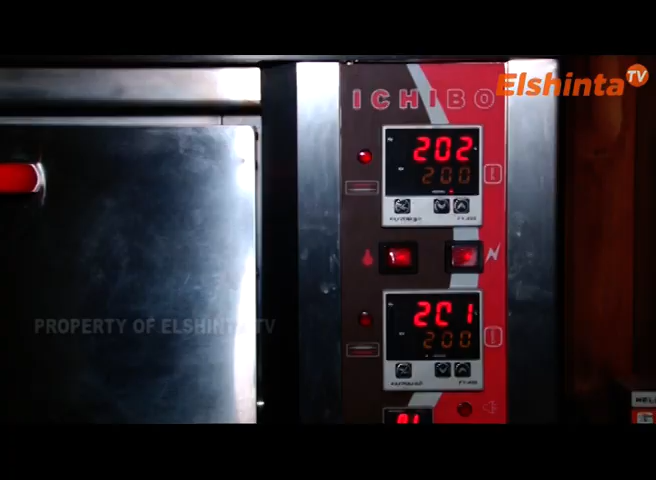 Elshinta TV
ICHIBO
202
200
201
200
PROPERTY OF ELSHINTA TV